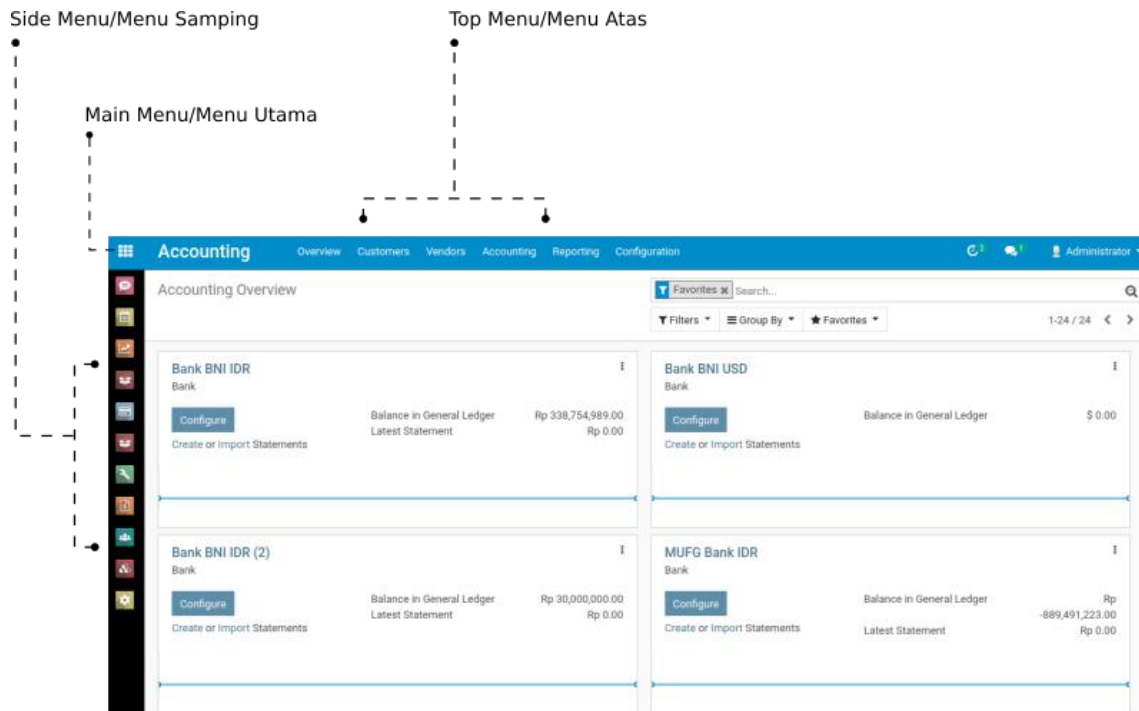 Side Menu/Menu Samping
Top Menu/Menu Atas
Main Menu/Menu Utama
Accounting Overview Customers Vendors Accounting Reporting Configuration Administrator
Accounting Overview
Favorites Search...
Filters Group By Favorites 1-24 / 24
Bank BNI IDR
Bank
Configure Balance in General Ledger Rp 338,754,989.00
Latest Statement Rp 0.00
Create or Import Statements
Bank BNI USD
Bank
Configure Balance in General Ledger $ 0.00
Create or Import Statements
Bank BNI IDR (2)
Bank
Configure Balance in General Ledger Rp 30,000,000.00
Latest Statement Rp 0.00
Create or Import Statements
MUFG Bank IDR
Bank
Configure Balance in General Ledger Rp
-889,491,223.00
Create or Import Statements Latest Statement Rp 0.00